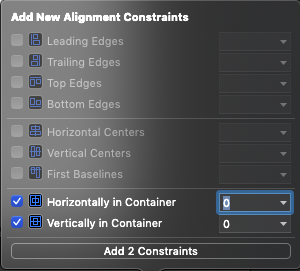 Add New Alignment Constraints
Leading Edges
Trailing Edges
Top Edges
Bottom Edges
Horizontal Centers
Vertical Centers
First Baselines
Horizontally in Container 0
Vertically in Container 0
Add 2 Constraints